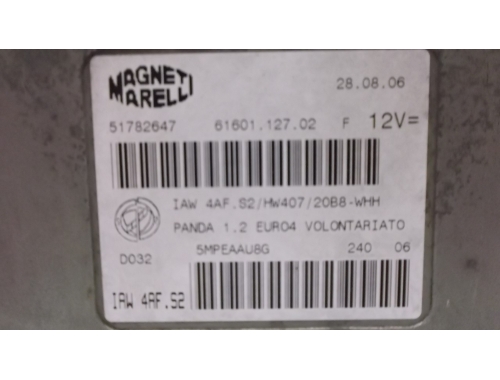 MAGNETI
MARELLI
28.08.06
51782647 61601.127.02 F 12V=
IAW 4AF.S2/HW407/20B8-WHH
PANDA 1.2 EURO4 VOLONTARIATO
D032 5MPEAAU8G 240 06
IAW 4AF.S2